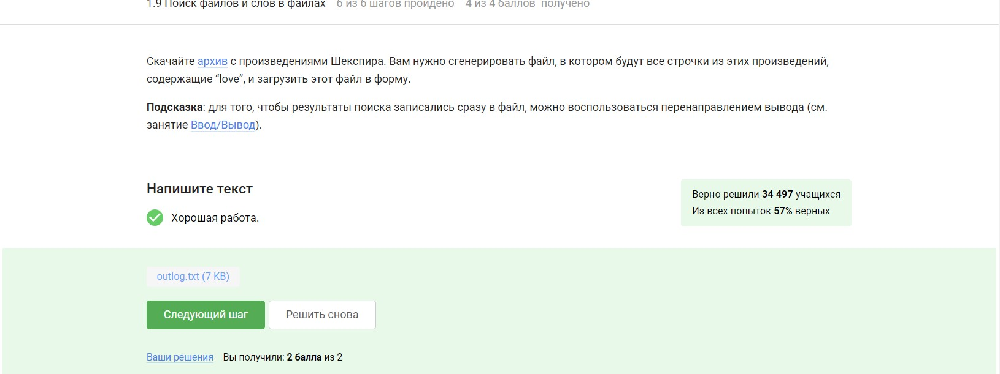 1.9 Поиск файлов и слов в файлах 6 из 6 шагов пройдено 4 из 4 баллов получено
Скачайте архив с произведениями Шекспира. Вам нужно сгенерировать файл, в котором будут все строчки из этих произведений,
содержащие “love”, и загрузить этот файл в форму.
Подсказка: для того, чтобы результаты поиска записались сразу в файл, можно воспользоваться перенаправлением вывода (см.
занятие Ввод/Вывод).
Напишите текст
Верно решили 34 497 учащихся
Из всех попыток 57% верных
Хорошая работа.
outlog.txt (7 KB)
Следующий шаг Решить снова
Ваши решения Вы получили: 2 балла из 2